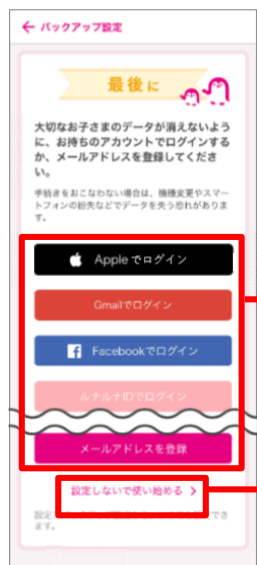 ← バックアップ設定
最後に
大切なお子さまのデータが消えないよう
に、お持ちのアカウントでログインする
か、メールアドレスを登録してくださ
い。
手続きをおこなわない場合は、機種変更やスマー
トフォンの紛失などでデータを失う恐れがありま
す。
Appleでログイン
Gmailでログイン
Facebookでログイン
ルナルナIDでログイン
メールアドレスを登録
設定しないで使い始める >
設定
でき
ます。